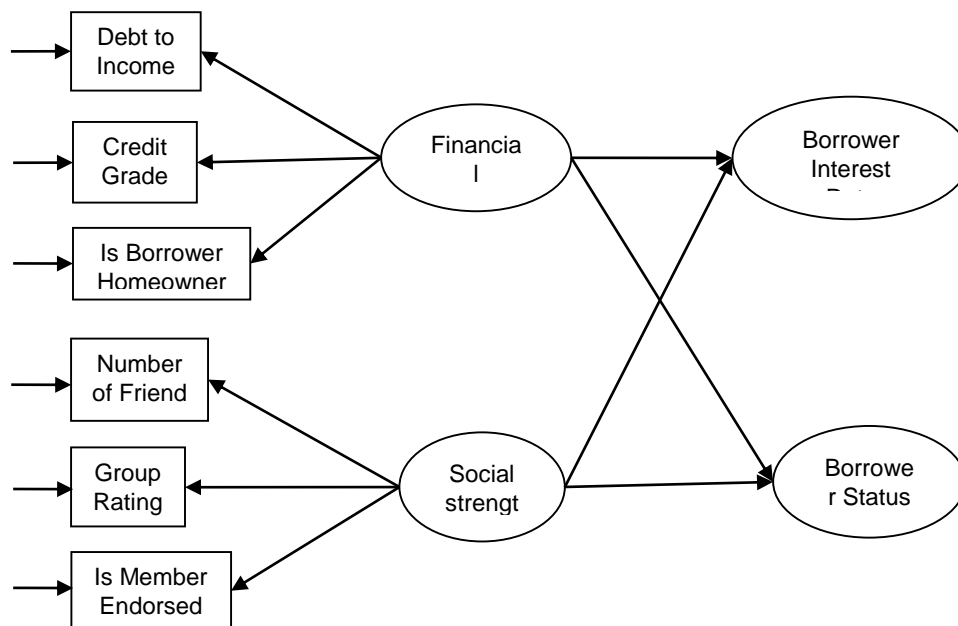 Debt to
Income
Credit
Grade
Is Borrower
Homeowner
Number
of Friend
Group
Rating
Is Member
Endorsed
Financia
l
Social
strengt
Borrower
Interest
Borrowe
r Status